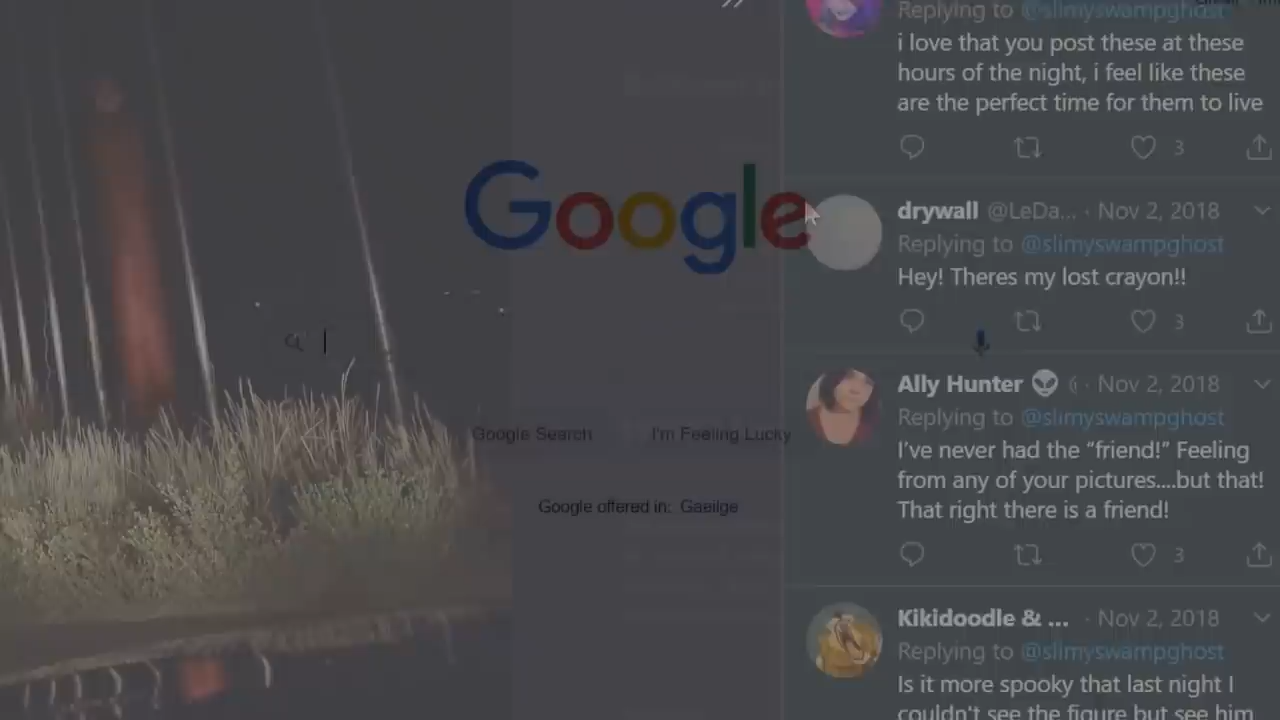 Replying to @slimyswampghost
i love that you post these at these
hours of the night, i feel like these
are the perfect time for them to live
3
Google
drywall @LeDa... · Nov 2, 2018
Replying to @slimyswampghost
Hey! Theres my lost crayon!!
3
Ally Hunter · Nov 2, 2018
Replying to @slimyswampghost
I've never had the “friend!” Feeling
from any of your pictures....but that!
That right there is a friend!
3
Google Search
I'm Feeling Lucky
Google offered in: Gaeilge
Kikidoodle & ... · Nov 2, 2018
Replying to @slimyswampghost
Is it more spooky that last night I
couldn't see the figure but see him